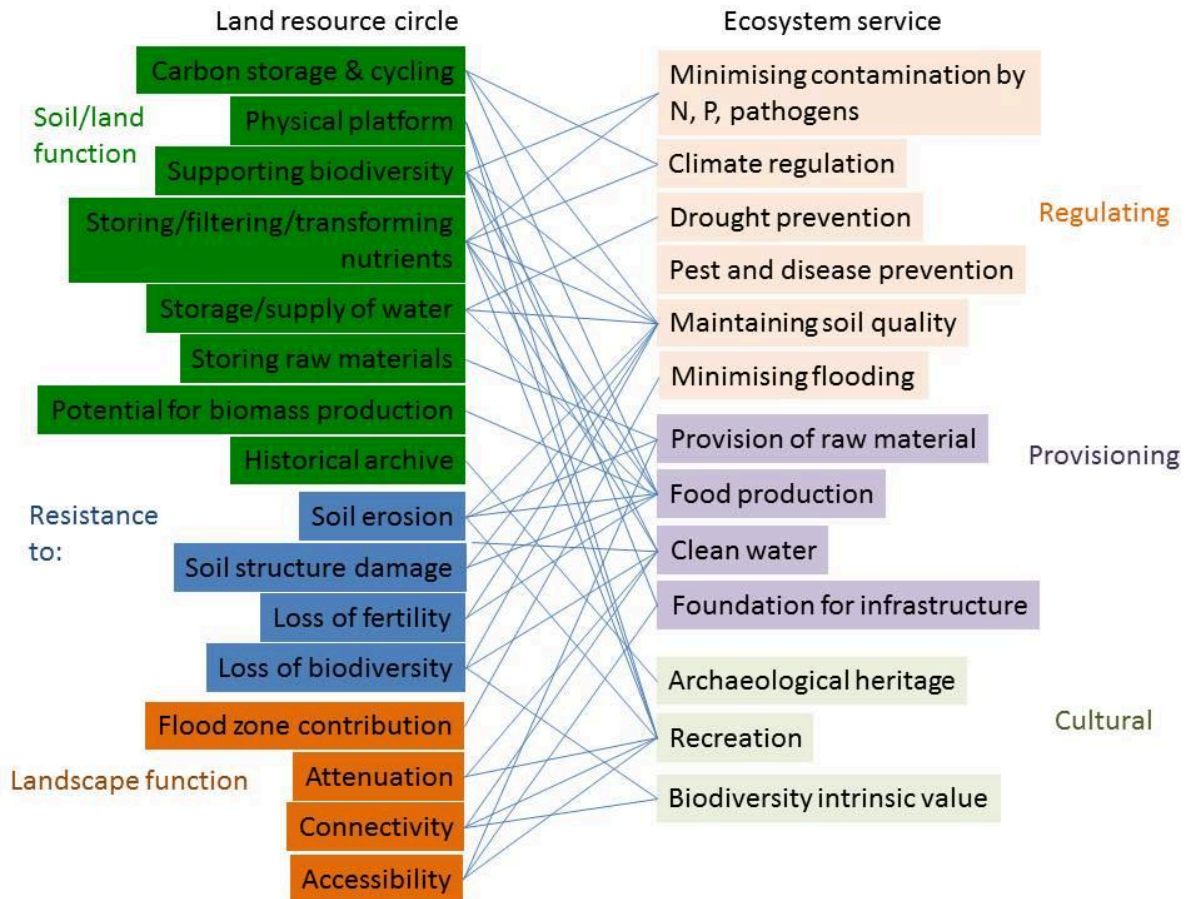 Land resource circle
Ecosystem service
Soil/land
function
Carbon storage & cycling
Physical platform
Supporting biodiversity
Storing/filtering/transforming
nutrients
Storage/supply of water
Storing raw materials
Potential for biomass production
Historical archive
Resistance
to:
Soil erosion
Soil structure damage
Loss of fertility
Loss of biodiversity
Landscape function
Flood zone contribution
Attenuation
Connectivity
Accessibility
Minimising contamination by
N, P, pathogens
Climate regulation
Drought prevention
Pest and disease prevention
Maintaining soil quality
Minimising flooding
Regulating
Provision of raw material
Food production
Clean water
Foundation for infrastructure
Provisioning
Archaeological heritage
Recreation
Biodiversity intrinsic value
Cultural